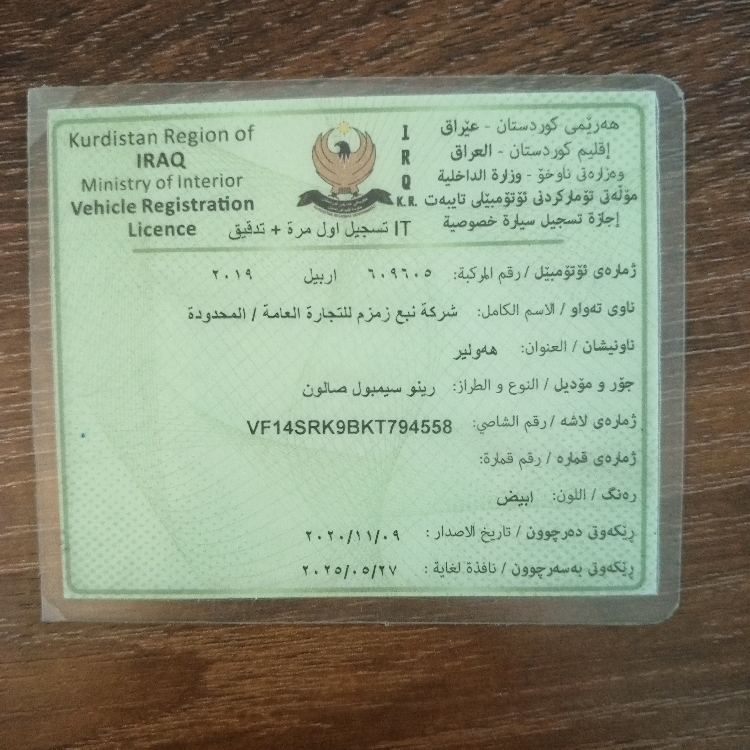 Kurdistan Region of
IRAQ
Ministry of Interior
Vehicle Registration
Licence
I
R
Q
K.R.
هەرێمی کوردستان - عێراق
إقليم كوردستان - العراق
وەزارەتی ناوخۆ - وزارة الداخلية
مۆڵەتی تۆمارکردنی ئۆتۆمبێلی تایبەت
إجازة تسجيل سيارة خصوصية
IT تسجيل اول مرة + تدقيق
ژمارەی ئۆتۆمبێل / رقم المركبة: ٦٠٩٦٠٥ اربيل ٢٠١٩
ناوی تەواو / الاسم الكامل: شركة نبع زمزم للتجارة العامة / المحدودة
ناونیشان / العنوان: هەولیر
جۆر و مۆدیل / النوع و الطراز: رينو سيمبول صالون
ژمارەی لاشە / رقم الشاصي: VF14SRK9BKT794558
ژمارەی قمارە / رقم قمارة:
رەنگ / اللون: ابيض
ڕێکەوتی دەرچوون / تاريخ الاصدار : ٢٠٢٠/١١/٠٩
ڕێکەوتی بەسەرچوون / نافذة لغاية : ٢٠٢٥/٠٥/٢٧